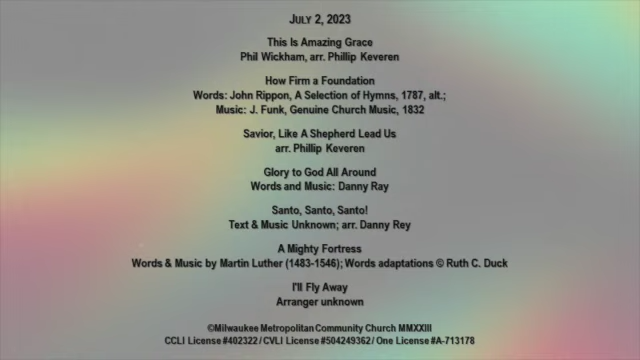 July 2, 2023
This Is Amazing Grace
Phil Wickham, arr. Phillip Keveren
How Firm a Foundation
Words: John Rippon, A Selection of Hymns, 1787, alt.;
Music: J. Funk, Genuine Church Music, 1832
Savior, Like A Shepherd Lead Us
arr. Phillip Keveren
Glory to God All Around
Words and Music: Danny Ray
Santo, Santo, Santo!
Text & Music Unknown; arr. Danny Rey
A Mighty Fortress
Words & Music by Martin Luther (1483-1546); Words adaptations © Ruth C. Duck
I'll Fly Away
Arranger unknown
©Milwaukee Metropolitan Community Church MMXXIII
CCLI License #402322 / CVLI License #504249362 / One License #A-713178